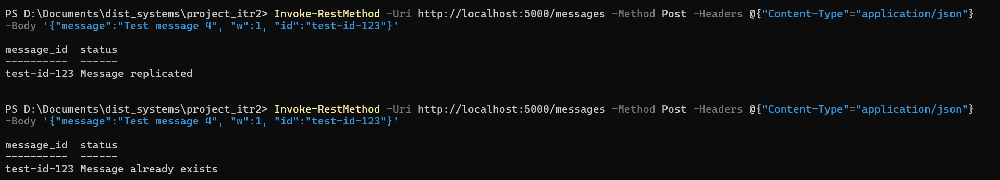 PS D:\Documents\dist_systems\project_itr2> Invoke-RestMethod -Uri http://localhost:5000/messages -Method Post -Headers @{"Content-Type"="application/json"}
-Body '{"message":"Test message 4", "w":1, "id":"test-id-123"}'
message_id  status
----------  ------
test-id-123 Message replicated
PS D:\Documents\dist_systems\project_itr2> Invoke-RestMethod -Uri http://localhost:5000/messages -Method Post -Headers @{"Content-Type"="application/json"}
-Body '{"message":"Test message 4", "w":1, "id":"test-id-123"}'
message_id  status
----------  ------
test-id-123 Message already exists